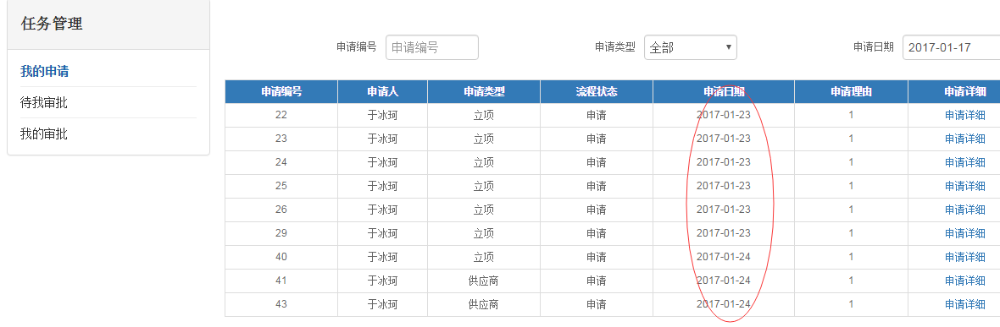 任务管理
我的申请
待我审批
我的审批
申请编号 申请编号 申请类型 全部 申请日期 2017-01-17
申请编号 申请人 申请类型 流程状态 申请日期 申请理由 申请详细
22 于冰珂 立项 申请 2017-01-23 1 申请详细
23 于冰珂 立项 申请 2017-01-23 1 申请详细
24 于冰珂 立项 申请 2017-01-23 1 申请详细
25 于冰珂 立项 申请 2017-01-23 1 申请详细
26 于冰珂 立项 申请 2017-01-23 1 申请详细
29 于冰珂 立项 申请 2017-01-23 1 申请详细
40 于冰珂 立项 申请 2017-01-24 1 申请详细
41 于冰珂 供应商 申请 2017-01-24 1 申请详细
43 于冰珂 供应商 申请 2017-01-24 1 申请详细